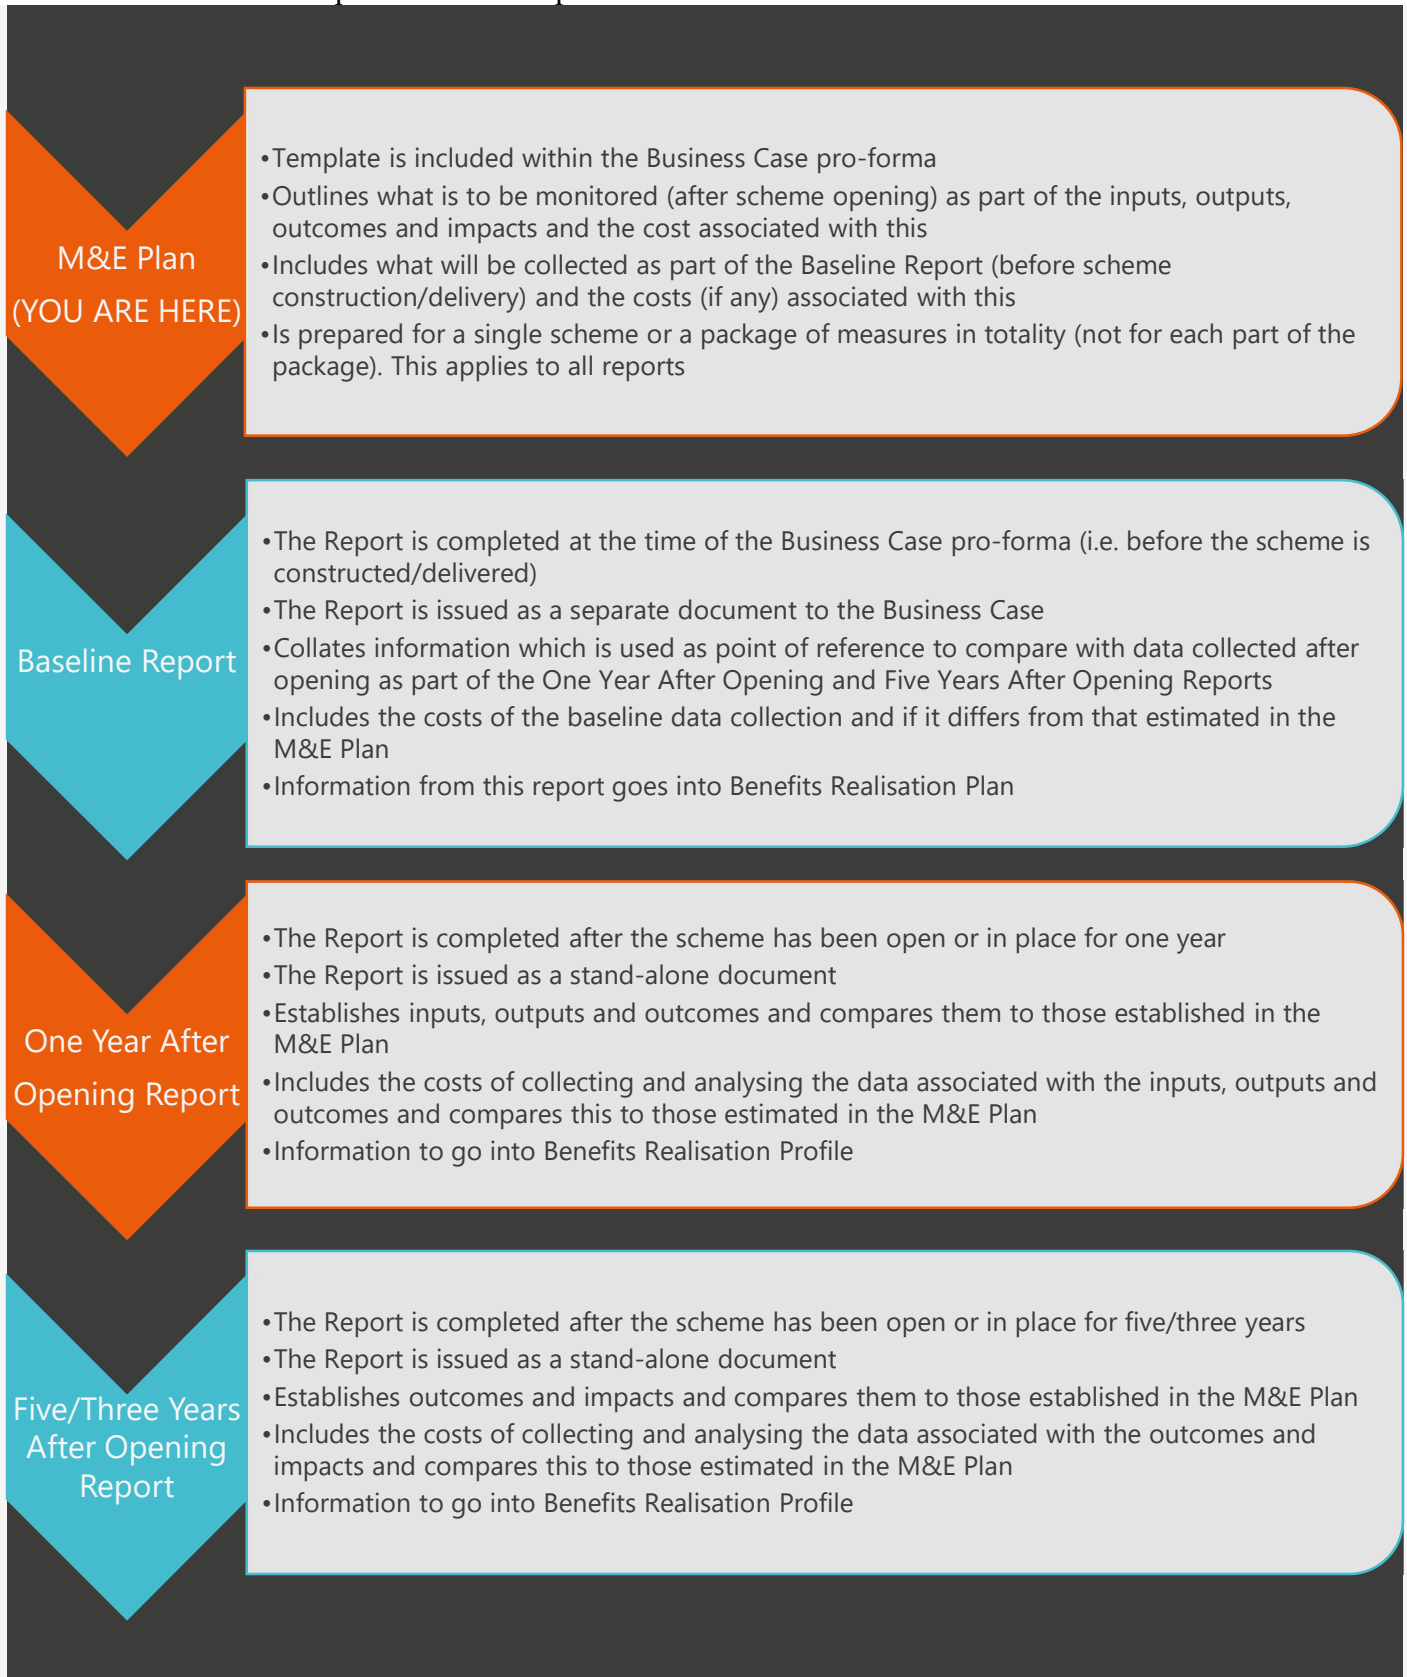 M&E Plan
(YOU ARE HERE)
•Template is included within the Business Case pro-forma
•Outlines what is to be monitored (after scheme opening) as part of the inputs, outputs,
outcomes and impacts and the cost associated with this
•Includes what will be collected as part of the Baseline Report (before scheme
construction/delivery) and the costs (if any) associated with this
•Is prepared for a single scheme or a package of measures in totality (not for each part of the
package). This applies to all reports
Baseline Report
•The Report is completed at the time of the Business Case pro-forma (i.e. before the scheme is
constructed/delivered)
•The Report is issued as a separate document to the Business Case
•Collates information which is used as point of reference to compare with data collected after
opening as part of the One Year After Opening and Five Years After Opening Reports
•Includes the costs of the baseline data collection and if it differs from that estimated in the
M&E Plan
•Information from this report goes into Benefits Realisation Plan
One Year After
Opening Report
•The Report is completed after the scheme has been open or in place for one year
•The Report is issued as a stand-alone document
•Establishes inputs, outputs and outcomes and compares them to those established in the
M&E Plan
•Includes the costs of collecting and analysing the data associated with the inputs, outputs and
outcomes and compares this to those estimated in the M&E Plan
•Information to go into Benefits Realisation Profile
Five/Three Years
After Opening
Report
•The Report is completed after the scheme has been open or in place for five/three years
•The Report is issued as a stand-alone document
•Establishes outcomes and impacts and compares them to those established in the M&E Plan
•Includes the costs of collecting and analysing the data associated with the outcomes and
impacts and compares this to those estimated in the M&E Plan
•Information to go into Benefits Realisation Profile